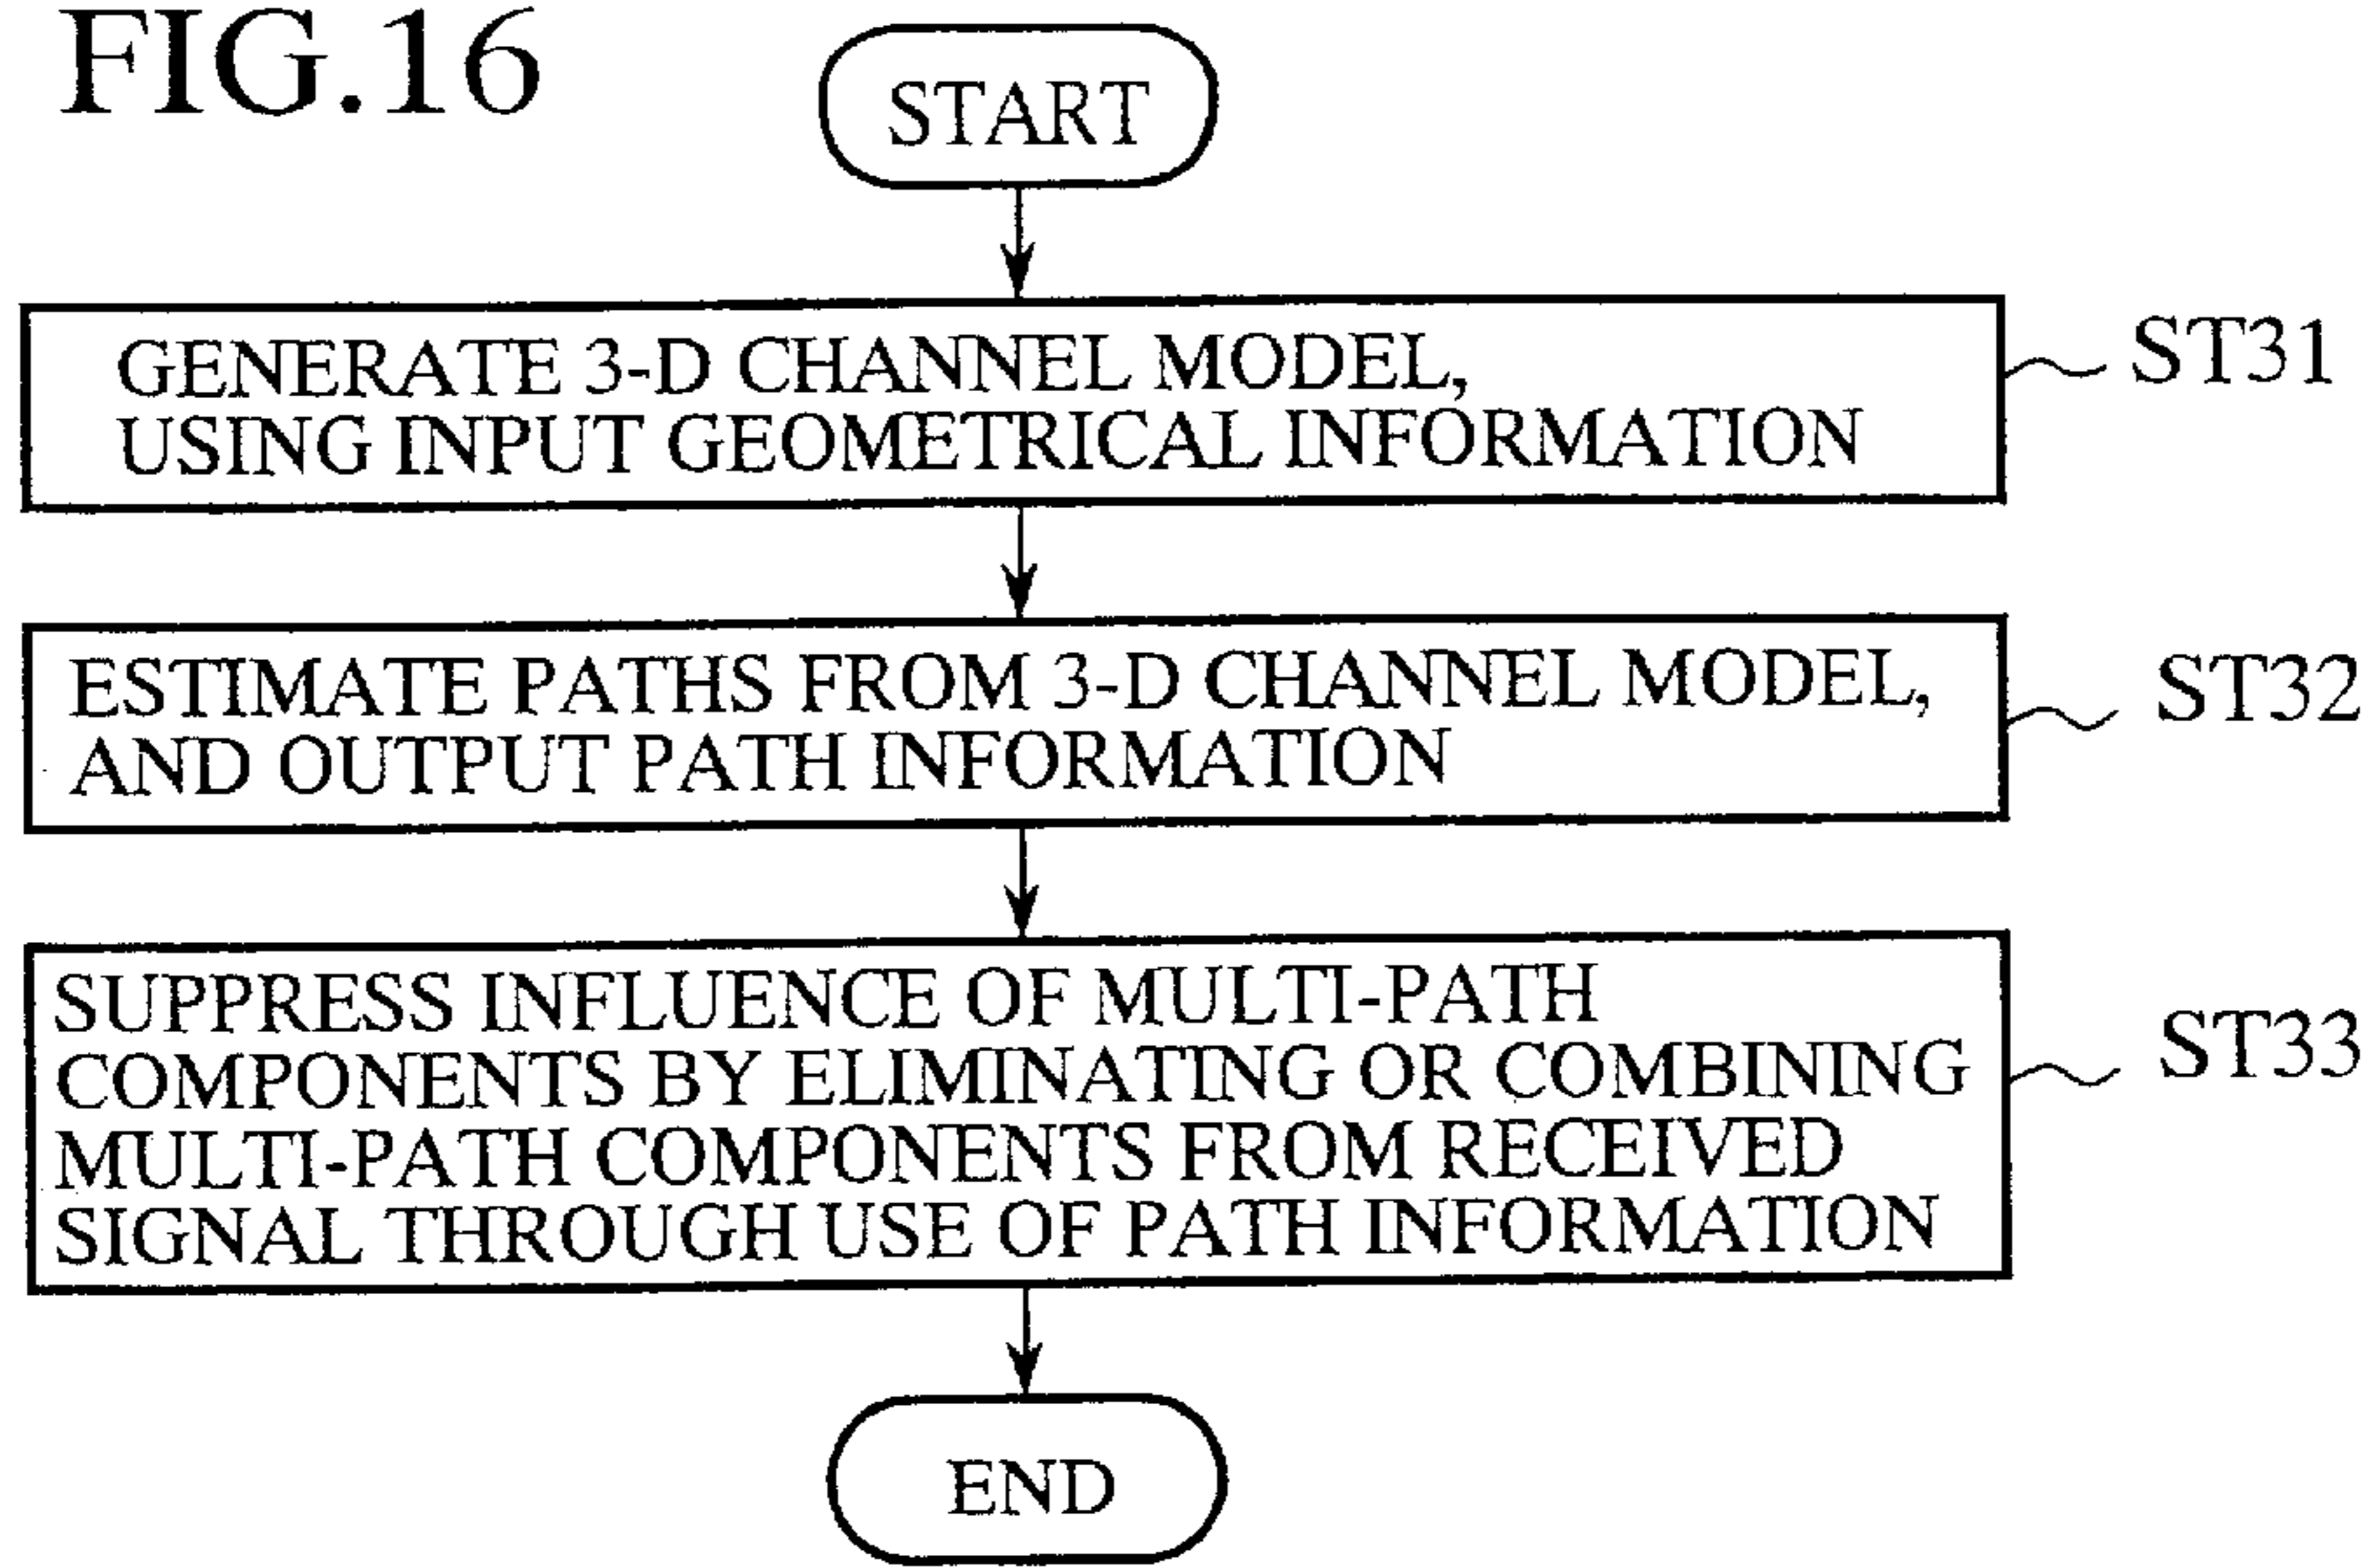 FIG.16
START
GENERATE 3-D CHANNEL MODEL,
USING INPUT GEOMETRICAL INFORMATION
ST31
ESTIMATE PATHS FROM 3-D CHANNEL MODEL,
AND OUTPUT PATH INFORMATION
ST32
SUPPRESS INFLUENCE OF MULTI-PATH
COMPONENTS BY ELIMINATING OR COMBINING
MULTI-PATH COMPONENTS FROM RECEIVED
SIGNAL THROUGH USE OF PATH INFORMATION
ST33
END